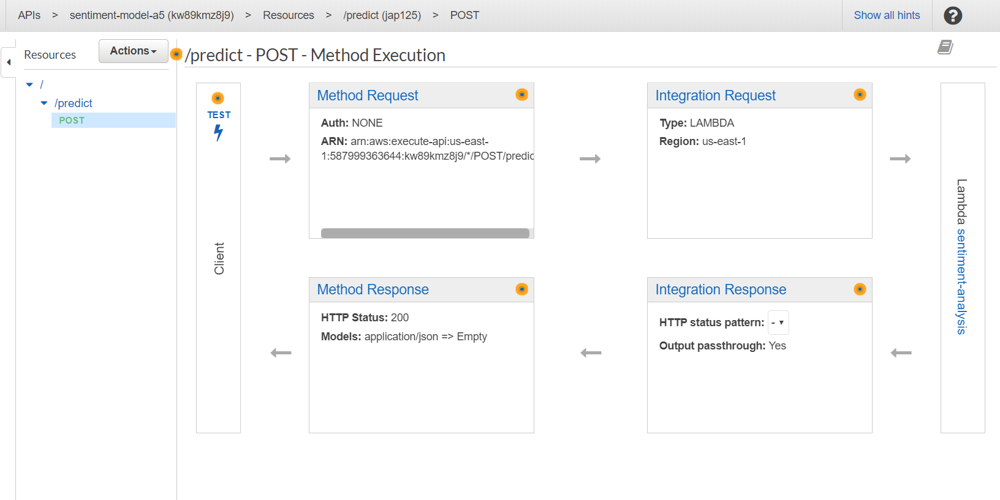 APIs > sentiment-model-a5 (kw89kmz8j9) > Resources > /predict (jap125) > POST
Show all hints
?
Resources
Actions
/predict - POST - Method Execution
/
/predict
POST
TEST
Client
Method Request
Auth: NONE
ARN: arn:aws:execute-api:us-east-
1:587999363644:kw89kmz8j9/*/POST/predic
Integration Request
Type: LAMBDA
Region: us-east-1
Lambda sentiment-analysis
Method Response
HTTP Status: 200
Models: application/json => Empty
Integration Response
HTTP status pattern: -
Output passthrough: Yes